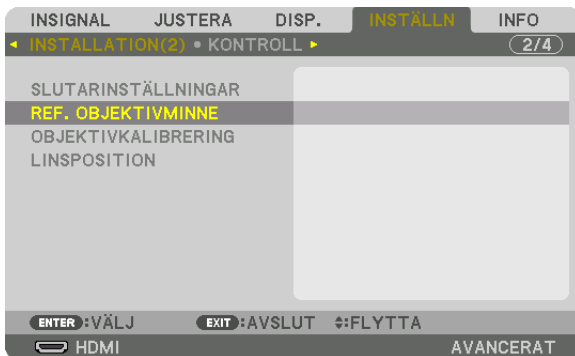 INSIGNAL JUSTERA DISP. INSTÄLLN INFO
INSTALLATION(2) • KONTROLL 2/4
SLUTARINSTÄLLNINGAR
REF. OBJEKTIVMINNE
OBJEKTIVKALIBRERING
LINSPOSITION
ENTER :VÄLJ EXIT :AVSLUT :FLYTTA
HDMI AVANCERAT